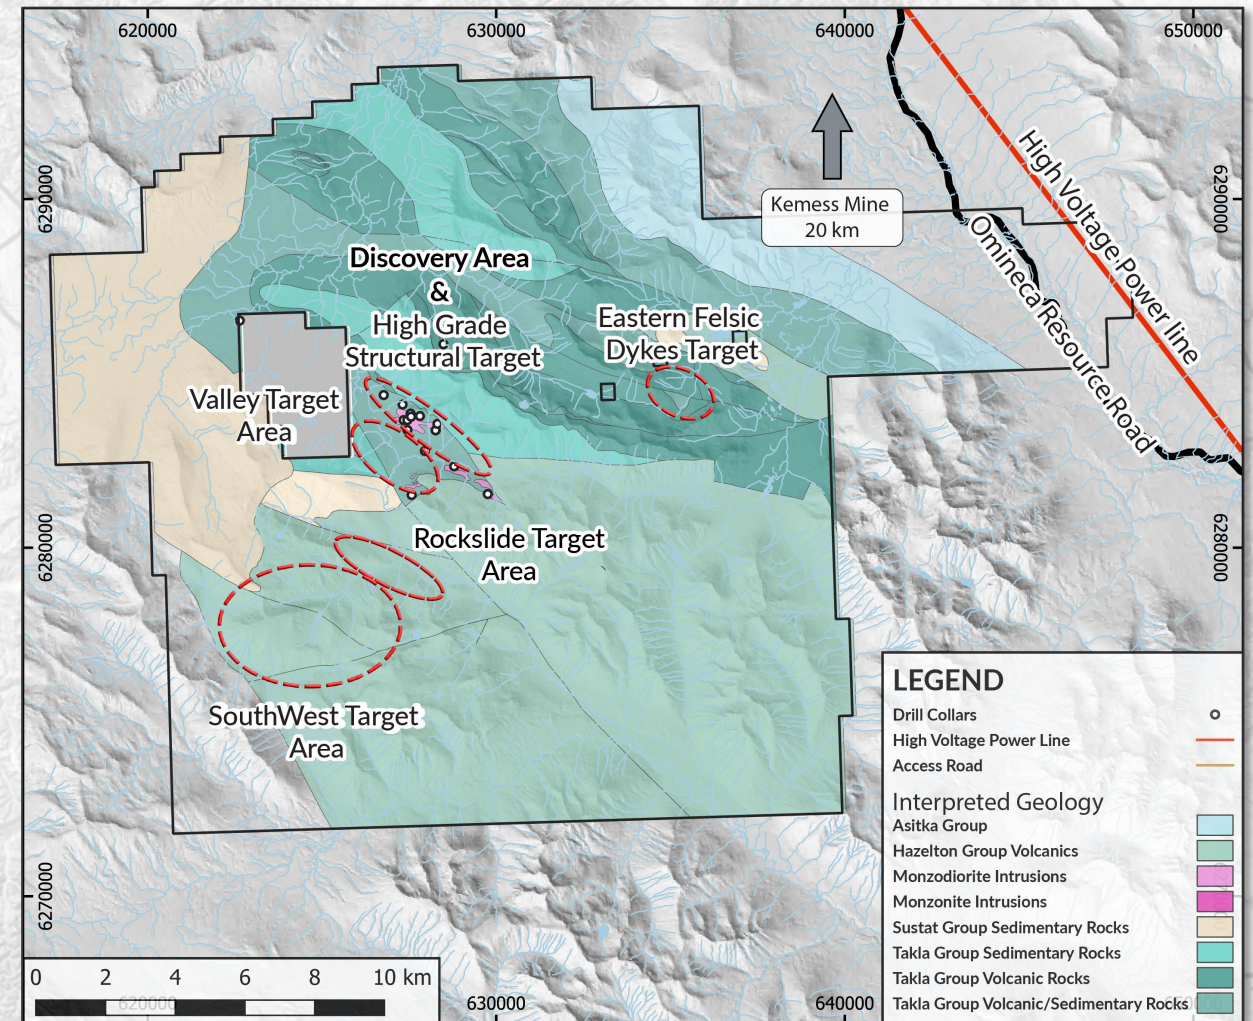 620000
630000
640000
650000
6290000
6290000
High Voltage Power line
Kemess Mine
20 km
Ominecal Resource Road
Discovery Area
&
High Grade
Structural Target
Eastern Felsic
Dykes Target
Valley Target
Area
6280000
6280000
Rockslide Target
Area
SouthWest Target
Area
6270000
LEGEND
Drill Collars
High Voltage Power Line
Access Road
Interpreted Geology
Asitka Group
Hazelton Group Volcanics
Monzodiorite Intrusions
Monzonite Intrusions
Sustat Group Sedimentary Rocks
Takla Group Sedimentary Rocks
Takla Group Volcanic Rocks
Takla Group Volcanic/Sedimentary Rocks
0 2 4 6 8 10 km
620000
630000
640000
650000